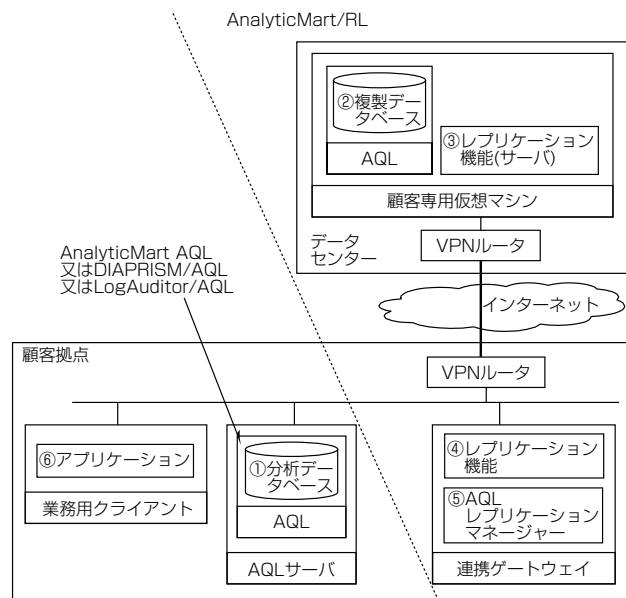 AnalyticMart/RL
②複製デー
タベース
AQL
③レプリケーション
機能(サーバ)
顧客専用仮想マシン
データ
センター
VPNルータ
AnalyticMart AQL
又はDIAPRISM/AQL
又はLogAuditor/AQL
インターネット
顧客拠点
VPNルータ
⑥アプリケーション
業務用クライアント
①分析デー
タベース
AQL
AQLサーバ
④レプリケーション
機能
⑤AQL
レプリケーション
マネージャー
連携ゲートウェイ